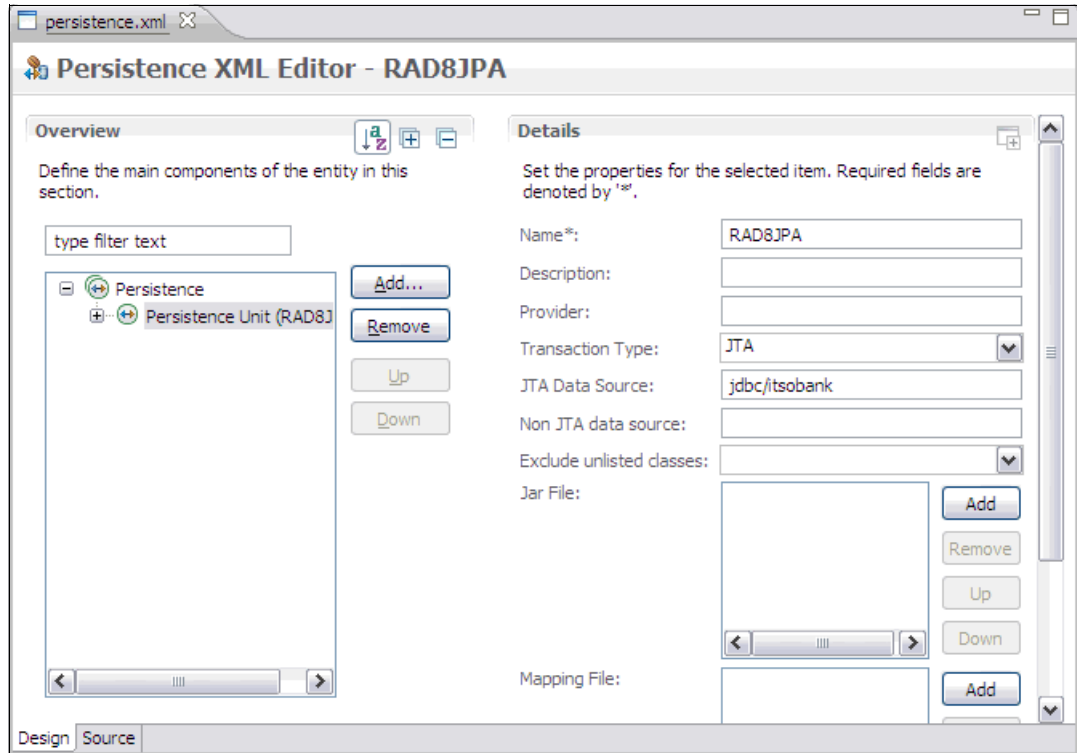 persistence.xml
Persistence XML Editor - RAD8JPA
Overview
Define the main components of the entity in this
section.
type filter text
Persistence
Persistence Unit (RAD8J
Add...
Remove
Up
Down
Details
Set the properties for the selected item. Required fields are
denoted by '*'.
Name*:
RAD8JPA
Description:
Provider:
Transaction Type:
JTA
JTA Data Source:
jdbc/itsobank
Non JTA data source:
Exclude unlisted classes:
Jar File:
Add
Remove
Up
Down
Mapping File:
Add
Design
Source